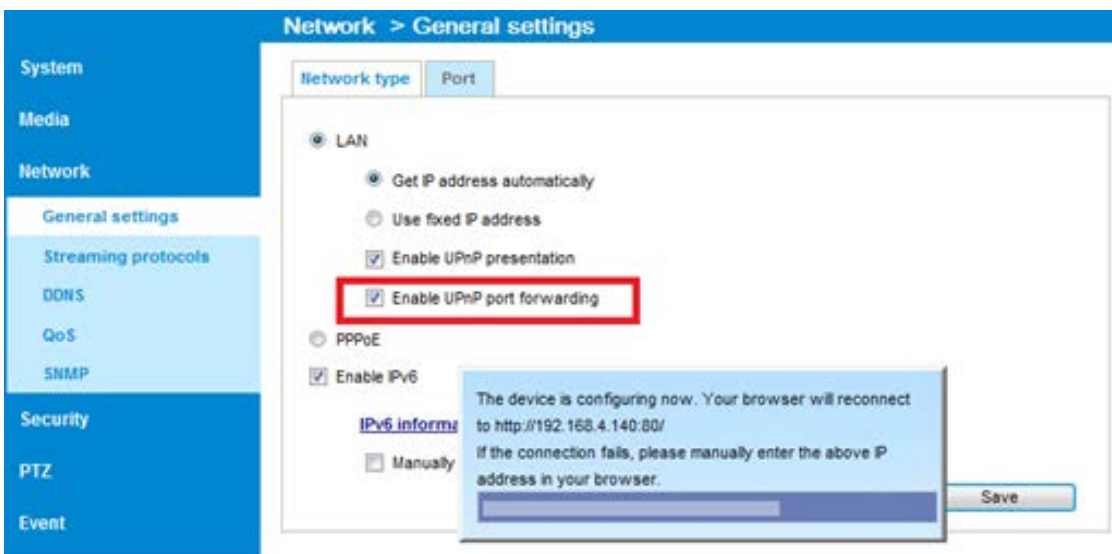 Network > General settings
System
Media
Network
General settings
Streaming protocols
DDNS
QoS
SNMP
Security
PTZ
Event
Network type
Port
LAN
Get IP address automatically
Use fixed IP address
Enable UPnP presentation
Enable UPnP port forwarding
PPPoE
Enable IPv6
IPv6 informa
Manually
The device is configuring now. Your browser will reconnect
to http://192.168.4.140:80/
If the connection fails, please manually enter the above IP
address in your browser.
Save